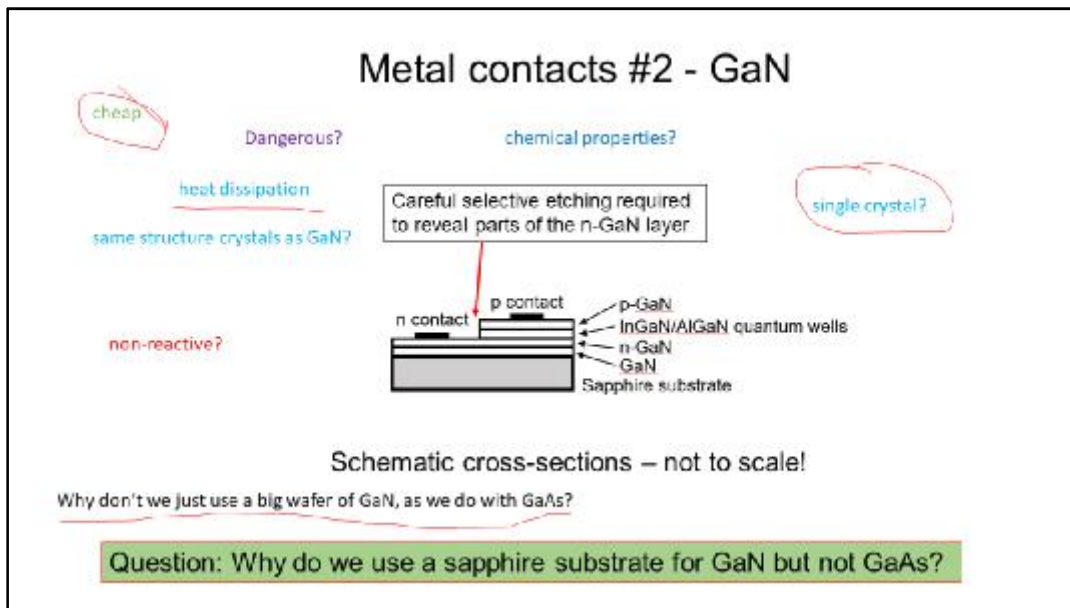 Metal contacts #2 - GaN
cheap
Dangerous?
chemical properties?
heat dissipation
Careful selective etching required
to reveal parts of the n-GaN layer
single crystal?
same structure crystals as GaN?
p contact
p-GaN
n contact
InGaN/AlGaN quantum wells
non-reactive?
n-GaN
GaN
Sapphire substrate
Schematic cross-sections – not to scale!
Why don't we just use a big wafer of GaN, as we do with GaAs?
Question: Why do we use a sapphire substrate for GaN but not GaAs?